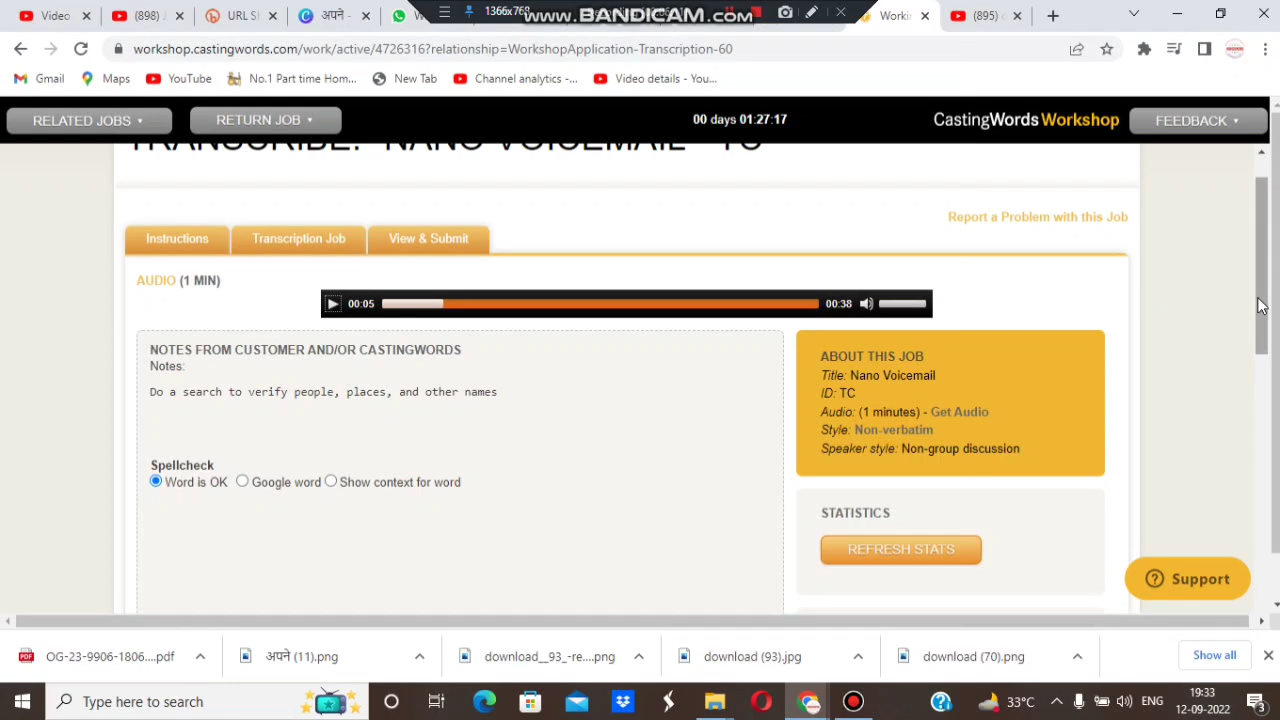 Video
(898)
URL S
अपने -
W
1366x768
www.BANDICAM.com
Worki
(895)
workshop.castingwords.com/work/active/4726316?relationship=WorkshopApplication-Transcription-60
Gmail
Maps
YouTube
No.1 Part time Hom...
New Tab
Channel analytics -...
Video details - You...
RELATED JOBS
RETURN JOB
00 days 01:27:17
CastingWords Workshop
FEEDBACK
Report a Problem with this Job
Instructions
Transcription Job
View & Submit
AUDIO (1 MIN)
00:05
00:38
NOTES FROM CUSTOMER AND/OR CASTINGWORDS
Notes:
Do a search to verify people, places, and other names
Spellcheck
Word is OK Google word Show context for word
ABOUT THIS JOB
Title: Nano Voicemail
ID: TC
Audio: (1 minutes) - Get Audio
Style: Non-verbatim
Speaker style: Non-group discussion
STATISTICS
REFRESH STATS
Support
OG-23-9906-1806....pdf
अपने (11).png
download__93_-re....png
download (93).jpg
download (70).png
Show all
Type here to search
33°C
ENG
19:33
12-09-2022
3